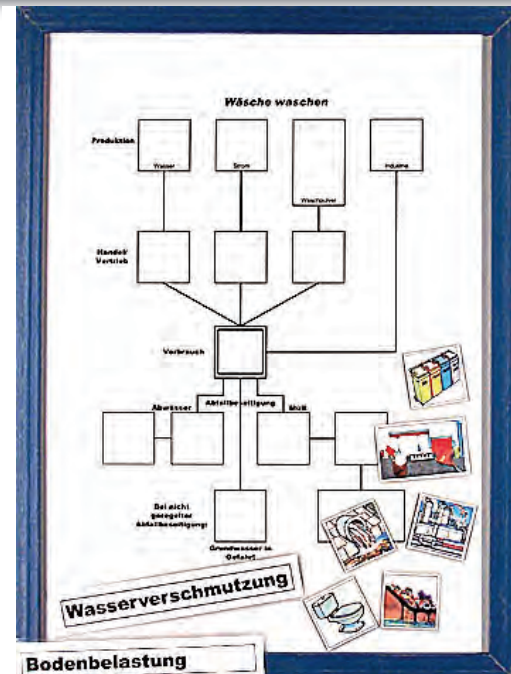 Wäsche waschen
Produktion
Wasser
Strom
Waschpulver
Industrie
Handel/
Vertrieb
Verbrauch
Abwasser
Abfallbeseitigung
Müll
Bei nicht
geregelter
Abfallbeseitigung:
Grundwasser in
Gefahr!
Wasserverschmutzung
Bodenbelastung